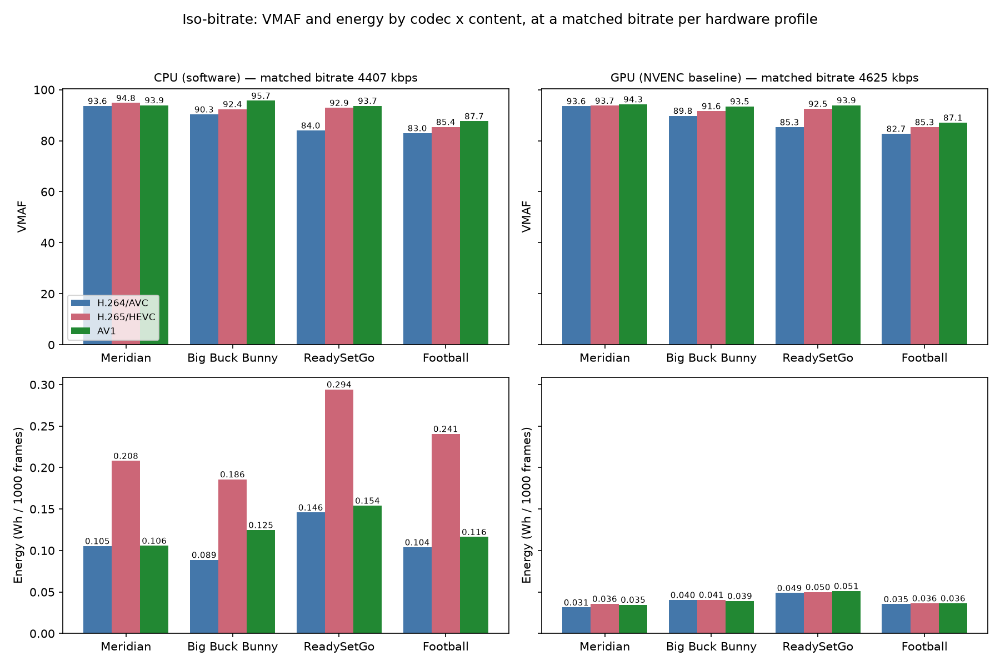 Iso-bitrate: VMAF and energy by codec x content, at a matched bitrate per hardware profile
CPU (software) — matched bitrate 4407 kbps
VMAF
100
80
60
40
20
0
93.6 94.8 93.9
90.3 92.4 95.7
84.0 92.9 93.7
83.0 85.4 87.7
H.264/AVC
H.265/HEVC
AV1
Meridian Big Buck Bunny ReadySetGo Football
GPU (NVENC baseline) — matched bitrate 4625 kbps
VMAF
93.6 93.7 94.3
89.8 91.6 93.5
85.3 92.5 93.9
82.7 85.3 87.1
Meridian Big Buck Bunny ReadySetGo Football
Energy (Wh / 1000 frames)
0.30
0.25
0.20
0.15
0.10
0.05
0.00
0.105 0.208 0.106
0.089 0.186 0.125
0.146 0.294 0.154
0.104 0.241 0.116
Meridian Big Buck Bunny ReadySetGo Football
Energy (Wh / 1000 frames)
0.031 0.036 0.035
0.040 0.041 0.039
0.049 0.050 0.051
0.035 0.036 0.036
Meridian Big Buck Bunny ReadySetGo Football